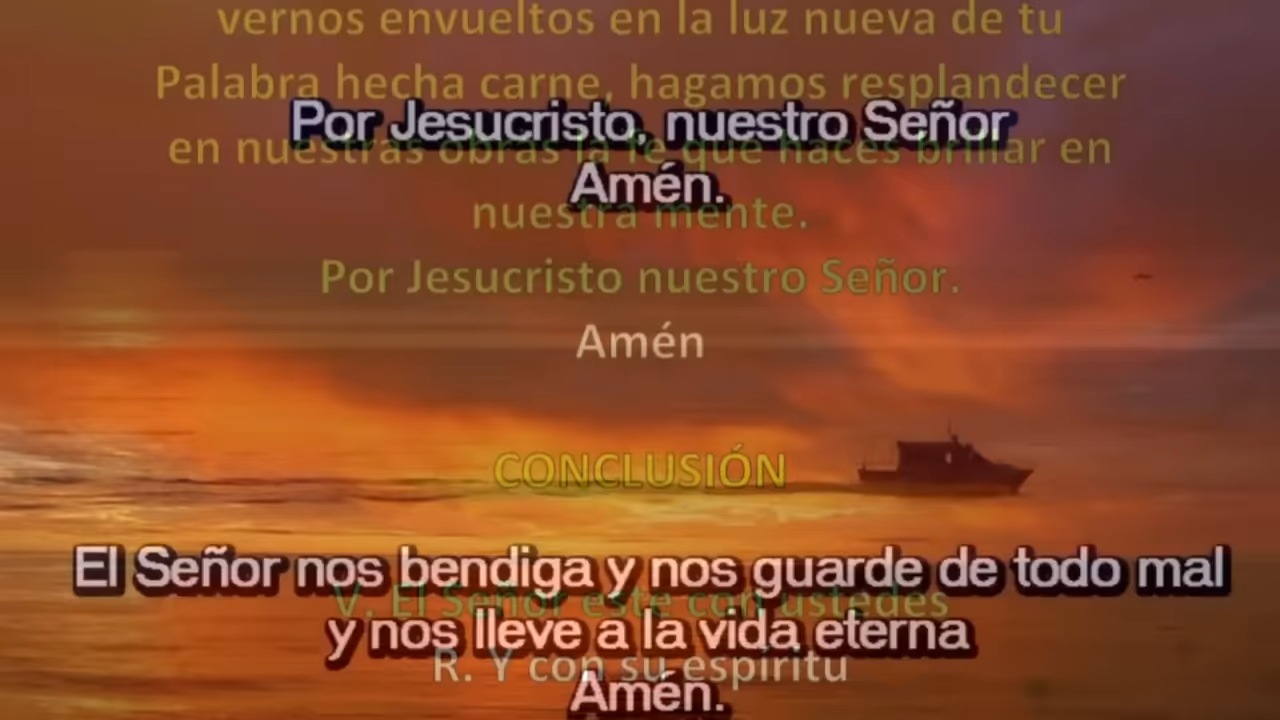 vernos envueltos en la luz nueva de tu
Palabra hecha carne, hagamos resplandecer
Por Jesucristo, nuestro Señor
en nuestras obras la fe que haces brillar en
Amén.
nuestra mente.
Por Jesucristo nuestro Señor.
Amén
CONCLUSIÓN
El Señor nos bendiga y nos guarde de todo mal
V. El Señor esté con ustedes
y nos lleve a la vida eterna
R. Y con su espíritu
Amén.